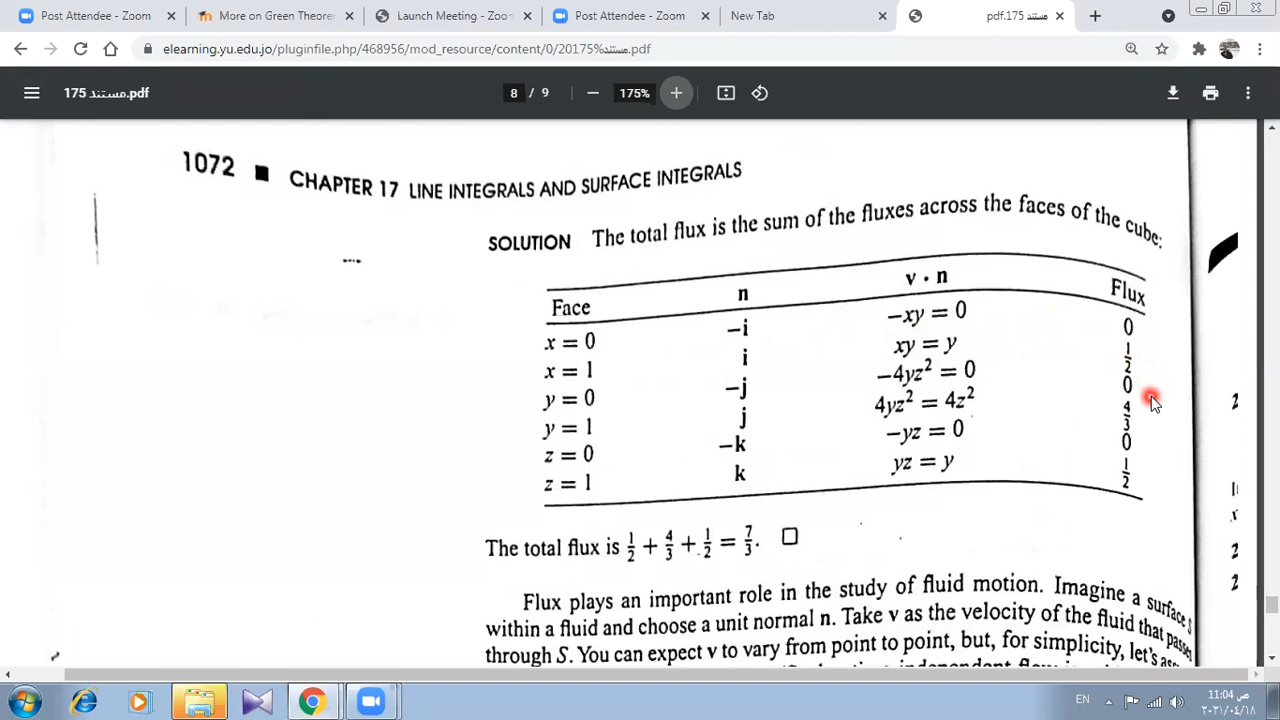 Post Attendee - Zoom
More on Green Theorem
Launch Meeting - Zoom
Post Attendee - Zoom
New Tab
مستند 175.pdf
elearning.yu.edu.jo/pluginfile.php/468956/mod_resource/content/0/20175%مستند.pdf
مستند 175.pdf
8 / 9
175%
1072 ■ CHAPTER 17 LINE INTEGRALS AND SURFACE INTEGRALS
SOLUTION The total flux is the sum of the fluxes across the faces of the cube:
Face n v · n Flux
x = 0 −i −xy = 0 0
x = 1 i xy = y 1/2
y = 0 −j −4yz² = 0 0
y = 1 j 4yz² = 4z² 4/3
z = 0 −k −yz = 0 0
z = 1 k yz = y 1/2
The total flux is 1/2 + 4/3 + 1/2 = 7/3. □
Flux plays an important role in the study of fluid motion. Imagine a surface S
within a fluid and choose a unit normal n. Take v as the velocity of the fluid that passes
through S. You can expect v to vary from point to point, but, for simplicity, let's
EN
11:04 ص
٢٠٢١/٠٤/١٨